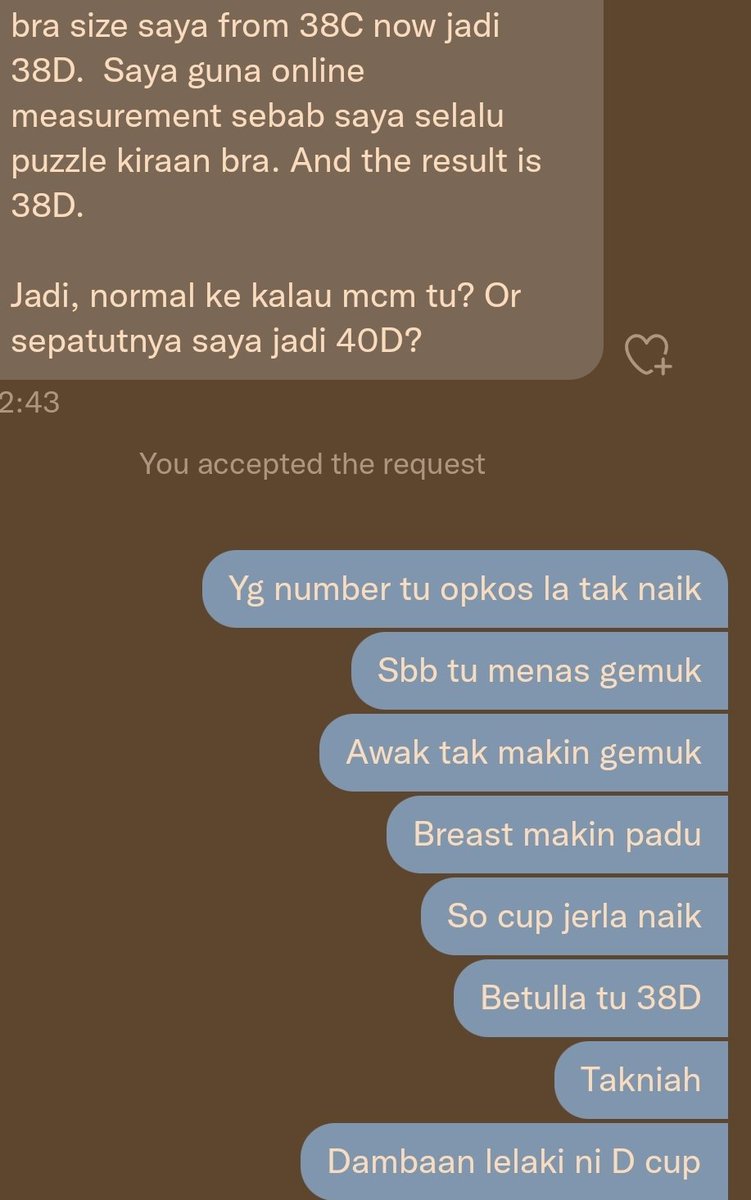 bra size saya from 38C now jadi
38D.  Saya guna online
measurement sebab saya selalu
puzzle kiraan bra. And the result is
38D.
Jadi, normal ke kalau mcm tu? Or
sepatutnya saya jadi 40D?
2:43
You accepted the request
Yg number tu opkos la tak naik
Sbb tu menas gemuk
Awak tak makin gemuk
Breast makin padu
So cup jerla naik
Betulla tu 38D
Takniah
Dambaan lelaki ni D cup